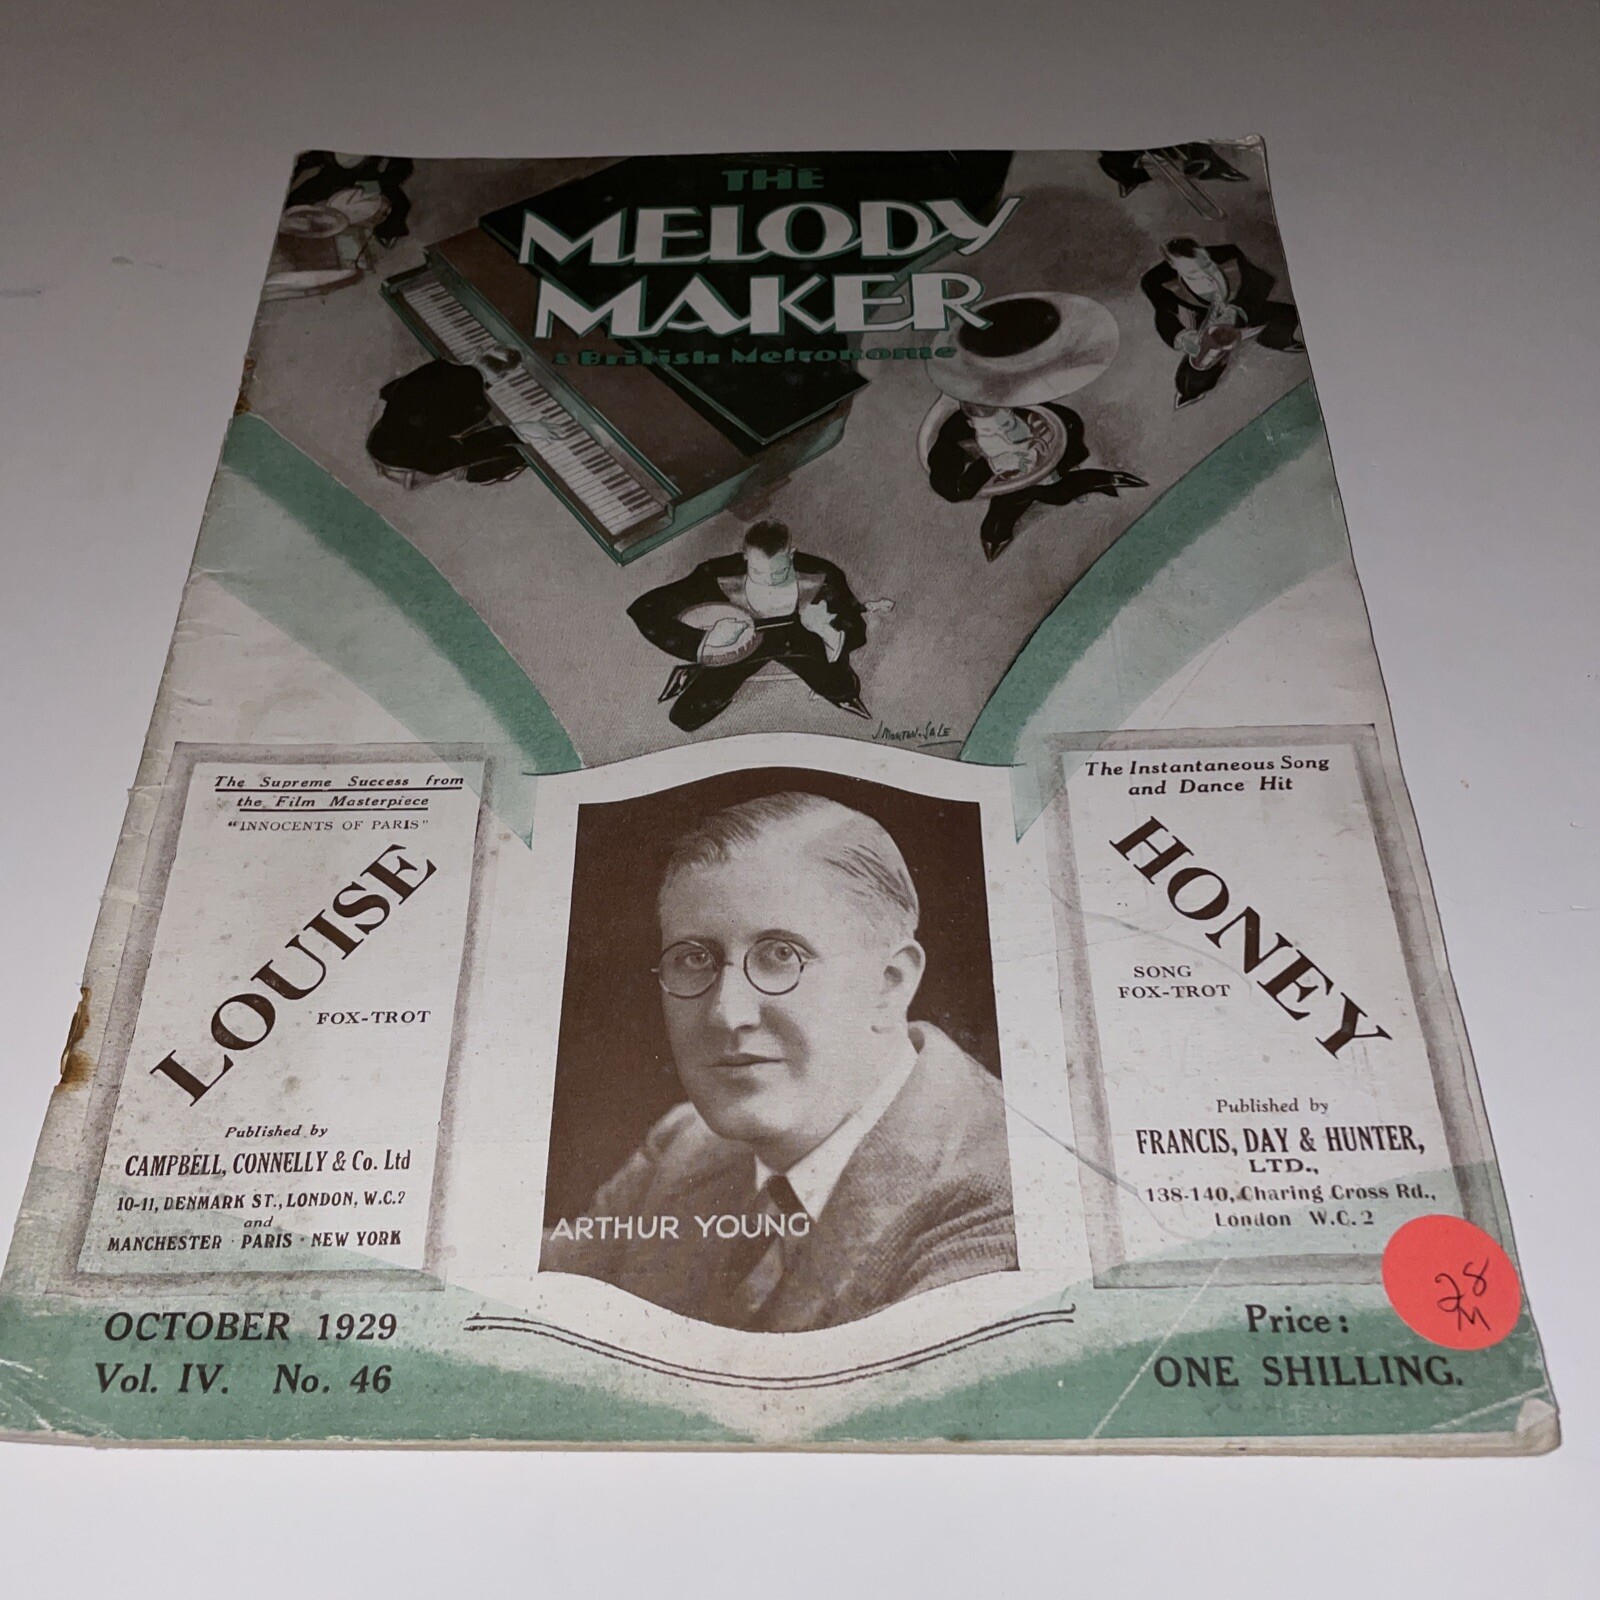 THE
MELODY
MAKER
& British Metronome
J MORTON-SALE
The Supreme Success from
the Film Masterpiece
"INNOCENTS OF PARIS"
LOUISE
FOX-TROT
Published by
CAMPBELL, CONNELLY & Co. Ltd
10-11, DENMARK ST., LONDON, W.C.2
and
MANCHESTER · PARIS · NEW YORK
ARTHUR YOUNG
The Instantaneous Song
and Dance Hit
HONEY
SONG
FOX-TROT
Published by
FRANCIS, DAY & HUNTER,
LTD.,
138-140, Charing Cross Rd.,
London W.C.2
OCTOBER 1929
Vol. IV. No. 46
Price:
ONE SHILLING.
28
M